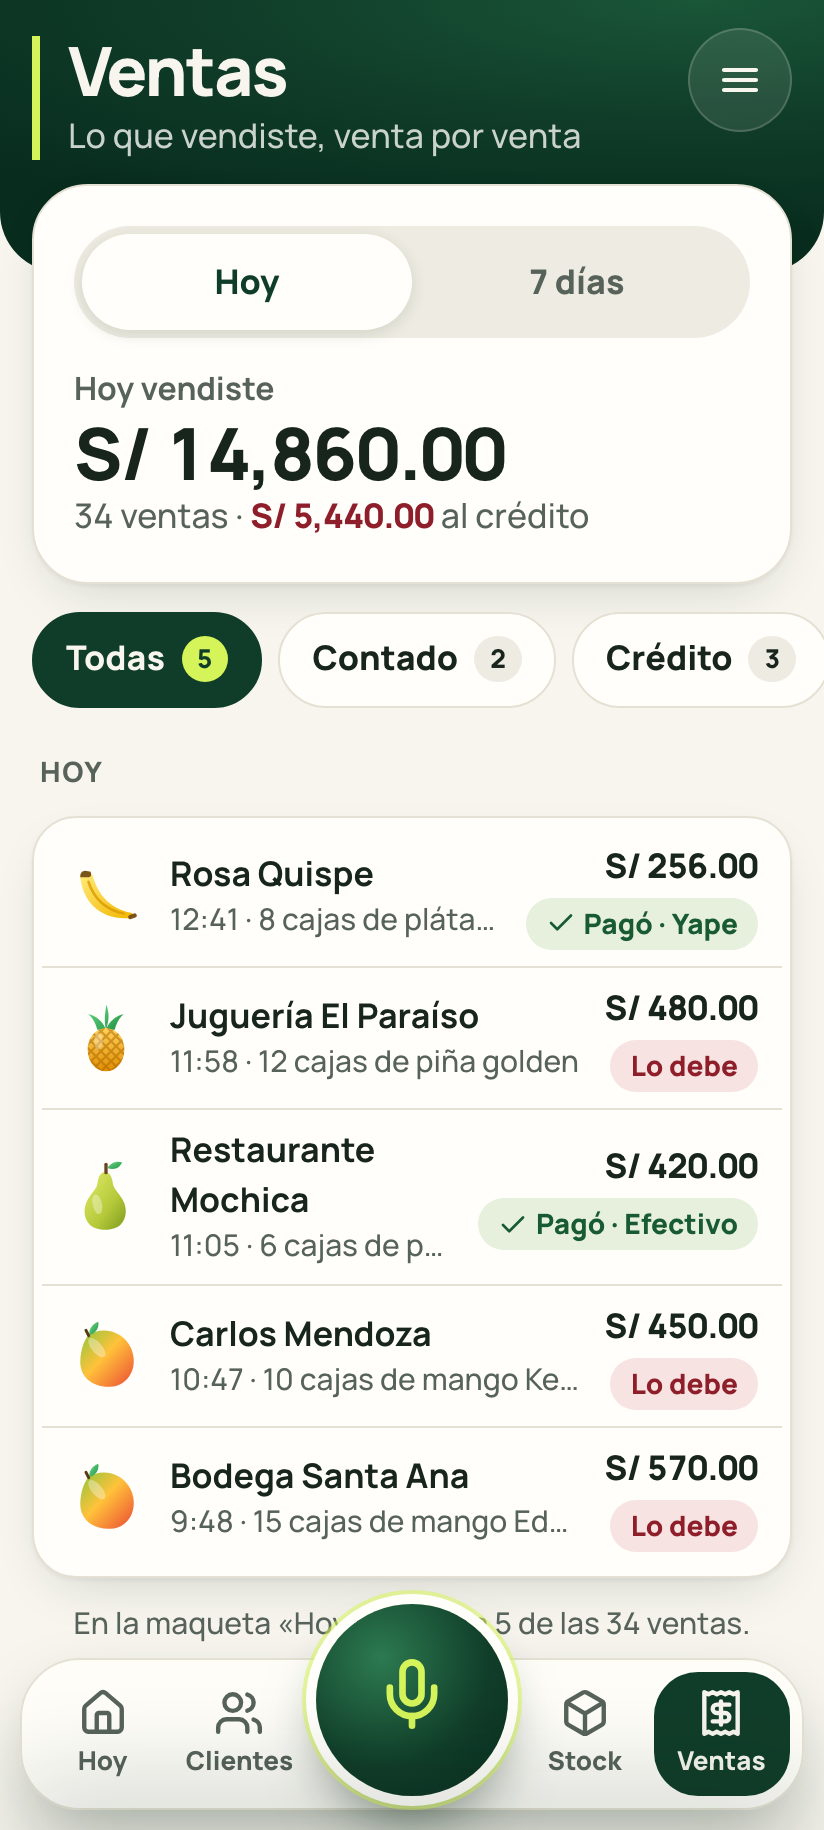 Ventas
Lo que vendiste, venta por venta
Hoy
7 días
Hoy vendiste
S/ 14,860.00
34 ventas · S/ 5,440.00 al crédito
Todas 5
Contado 2
Crédito 3
HOY
Rosa Quispe
S/ 256.00
12:41 · 8 cajas de pláta...
✓ Pagó · Yape
Juguería El Paraíso
S/ 480.00
11:58 · 12 cajas de piña golden
Lo debe
Restaurante
Mochica
S/ 420.00
11:05 · 6 cajas de p...
✓ Pagó · Efectivo
Carlos Mendoza
S/ 450.00
10:47 · 10 cajas de mango Ke...
Lo debe
Bodega Santa Ana
S/ 570.00
9:48 · 15 cajas de mango Ed...
Lo debe
En la maqueta «Hoy 5 de las 34 ventas.
Hoy
Clientes
Stock
Ventas